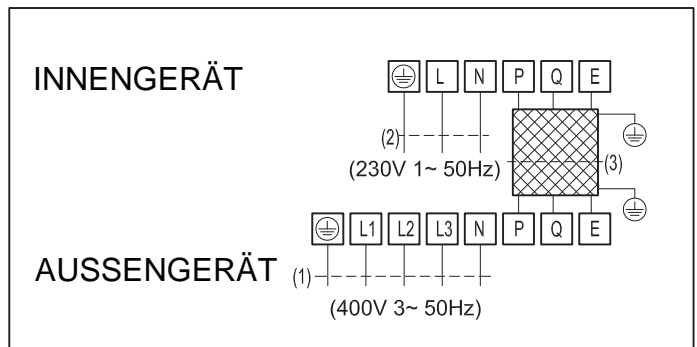 INNENGERÄT
L N P Q E
(2)
(230V 1~ 50Hz)
(3)
L1 L2 L3 N P Q E
AUSSENGERÄT
(1)
(400V 3~ 50Hz)